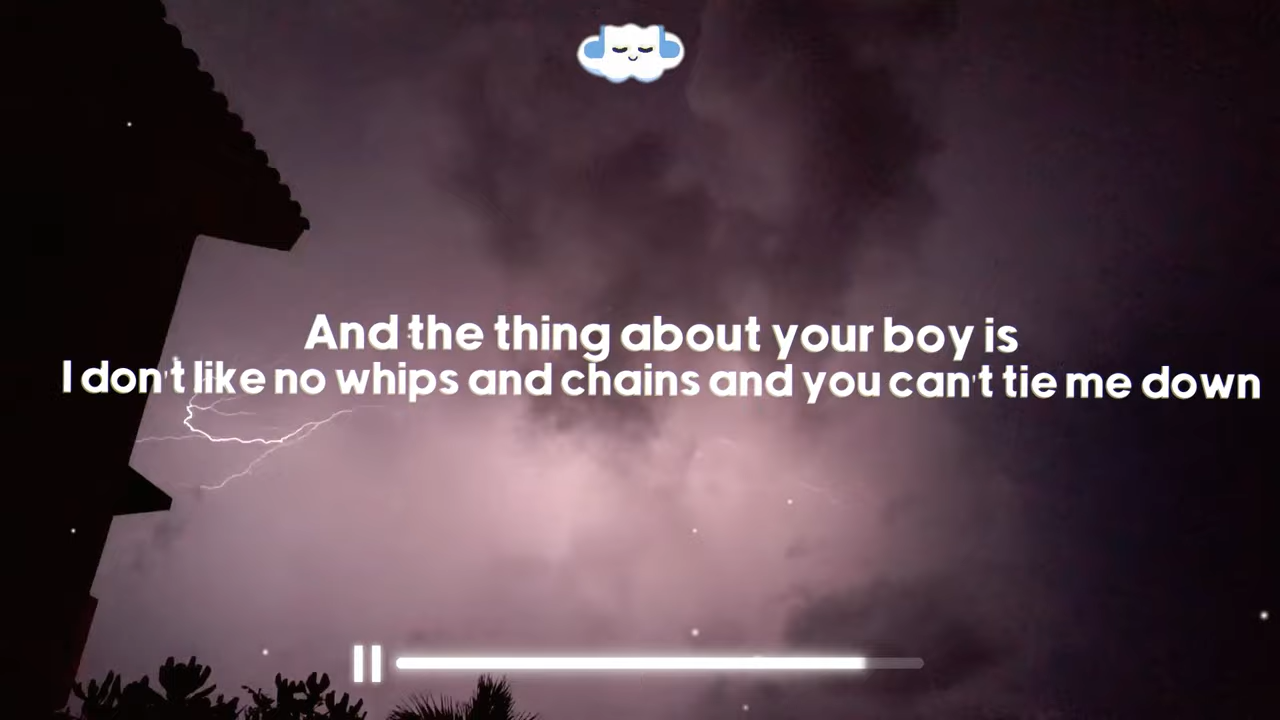 And the thing about your boy is
I don't like no whips and chains and you can't tie me down